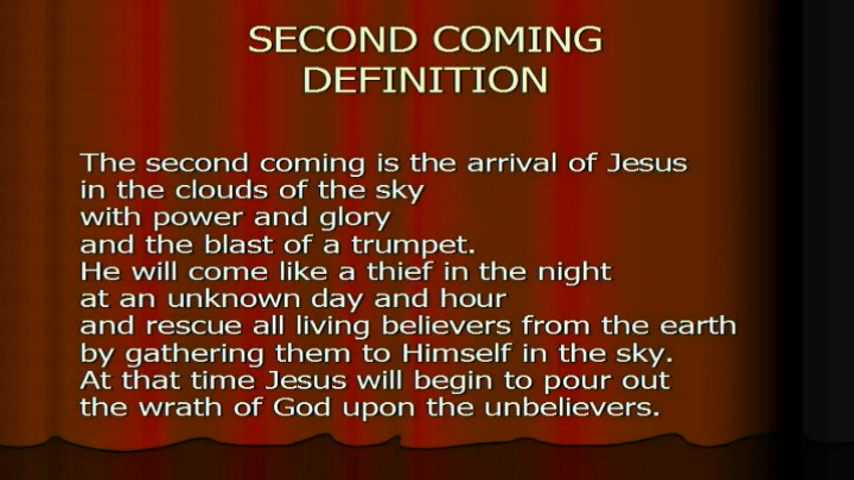 SECOND COMING
DEFINITION
The second coming is the arrival of Jesus
in the clouds of the sky
with power and glory
and the blast of a trumpet.
He will come like a thief in the night
at an unknown day and hour
and rescue all living believers from the earth
by gathering them to Himself in the sky.
At that time Jesus will begin to pour out
the wrath of God upon the unbelievers.